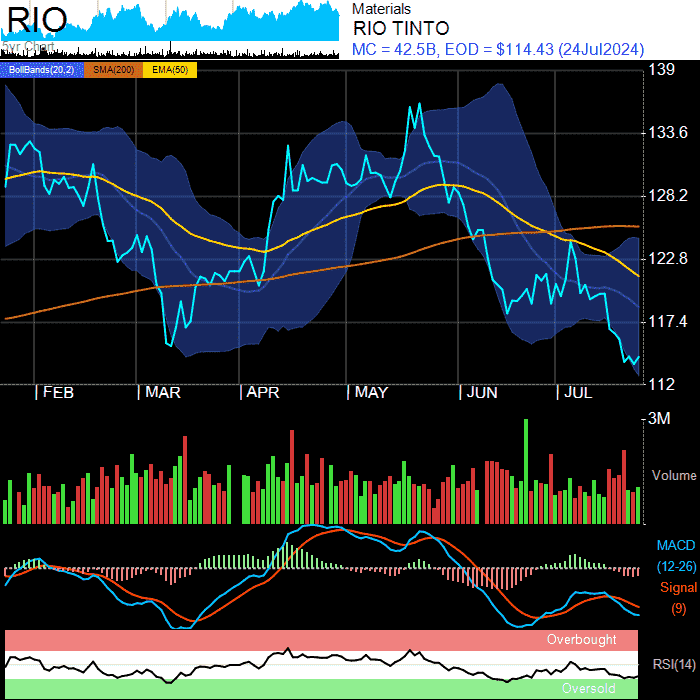 RIO
5yr Chart
Materials
RIO TINTO
MC = 42.5B, EOD = $114.43 (24Jul2024)
BollBands(20,2) SMA(200) EMA(50)
139
133.6
128.2
122.8
117.4
112
FEB MAR APR MAY JUN JUL
3M
Volume
MACD
(12-26)
Signal
(9)
Overbought
RSI(14)
Oversold